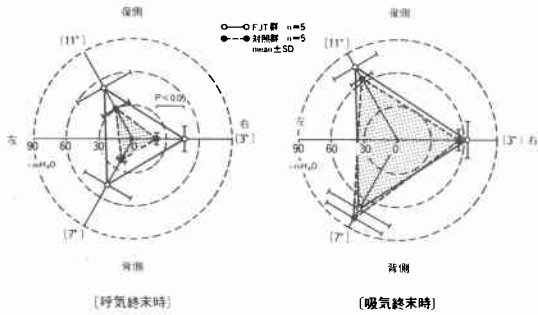 腹側
腹側
FJT群 n=5
対照群 n=5
mean±SD
[11°]
[11°]
P<0.05
左
右
[3°]
左
[3°] 右
90 60 30 0
90 60 30 0
-cmH₂O
-cmH₂O
[7°]
[7°]
背側
背側
[呼気終末時]
[吸気終末時]